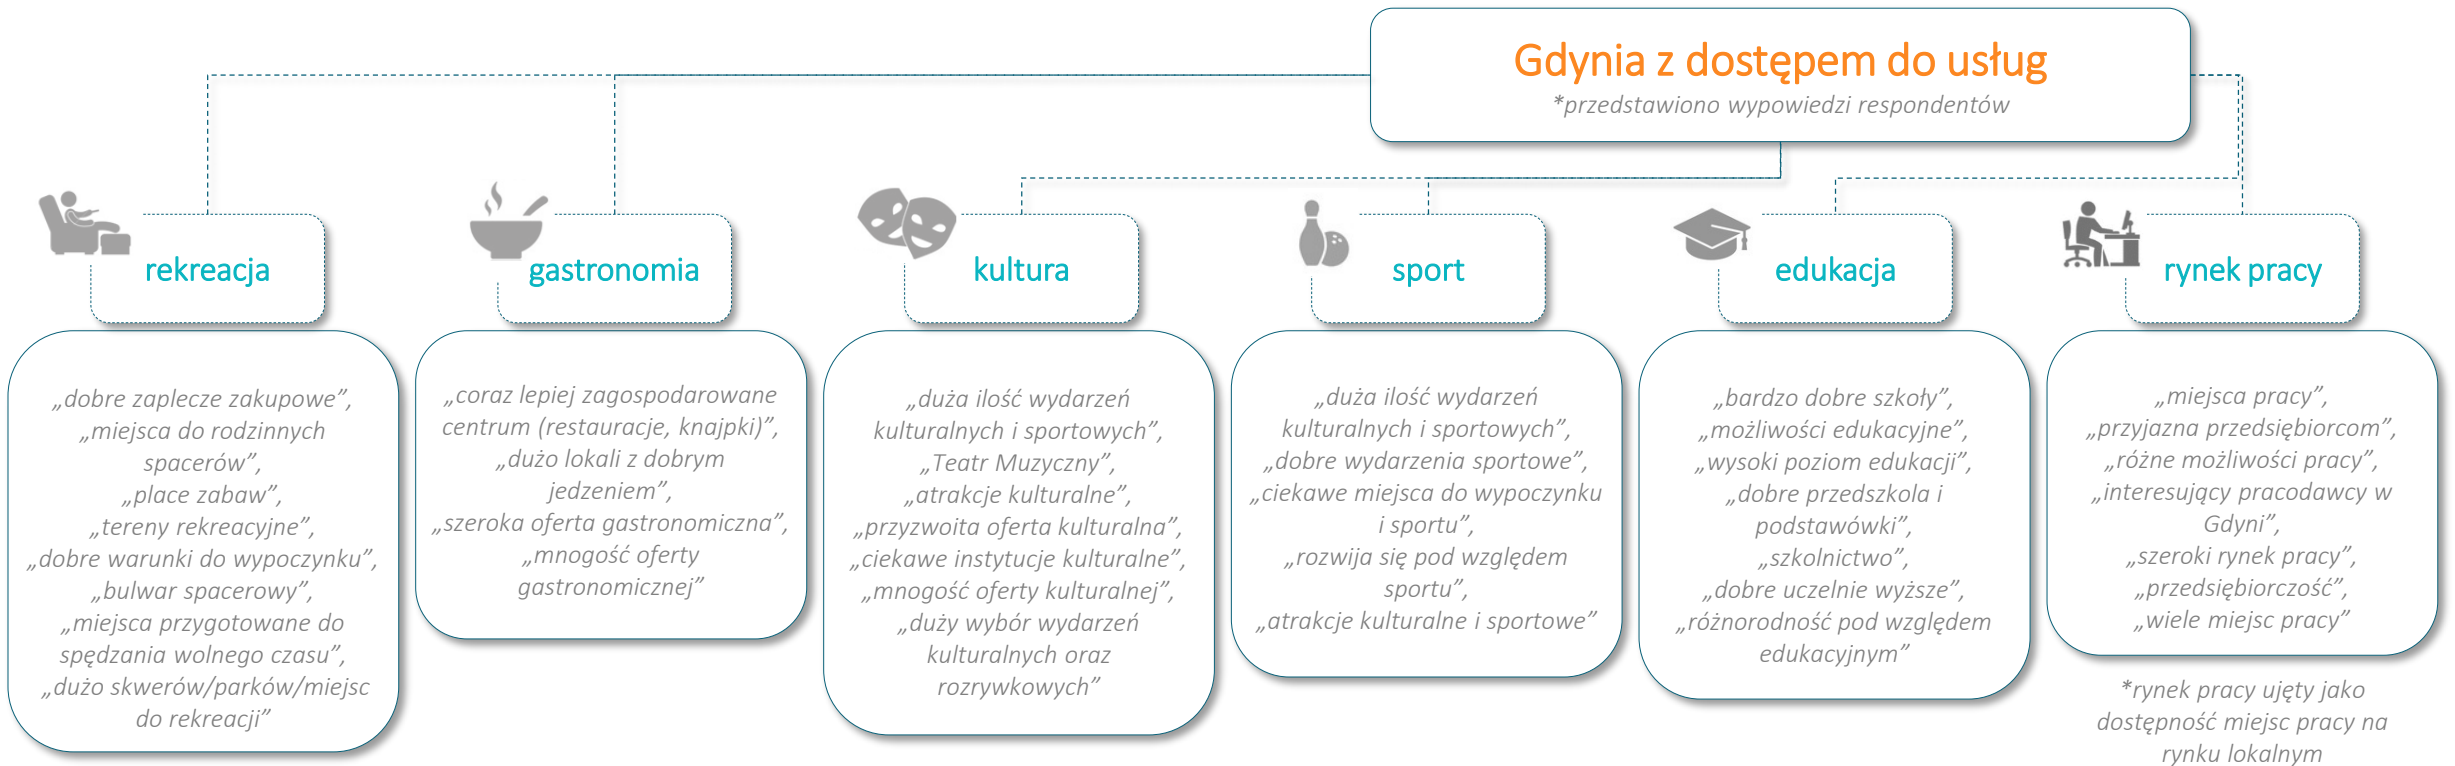 Gdynia z dostępem do usług
*przedstawiono wypowiedzi respondentów
rekreacja
„dobre zaplecze zakupowe”,
„miejsca do rodzinnych
spacerów”,
„place zabaw”,
„tereny rekreacyjne”,
„dobre warunki do wypoczynku”,
„bulwar spacerowy”,
„miejsca przygotowane do
spędzania wolnego czasu”,
„dużo skwerów/parków/miejsc
do rekreacji”
gastronomia
„coraz lepiej zagospodarowane
centrum (restauracje, knajpki)”,
„dużo lokali z dobrym
jedzeniem”,
„szeroka oferta gastronomiczna”,
„mnogość oferty
gastronomicznej”
kultura
„duża ilość wydarzeń
kulturalnych i sportowych”,
„Teatr Muzyczny”,
„atrakcje kulturalne”,
„przyzwoita oferta kulturalna”,
„ciekawe instytucje kulturalne”,
„mnogość oferty kulturalnej”,
„duży wybór wydarzeń
kulturalnych oraz
rozrywkowych”
sport
„duża ilość wydarzeń
kulturalnych i sportowych”,
„dobre wydarzenia sportowe”,
„ciekawe miejsca do wypoczynku
i sportu”,
„rozwija się pod względem
sportu”,
„atrakcje kulturalne i sportowe”
edukacja
„bardzo dobre szkoły”,
„możliwości edukacyjne”,
„wysoki poziom edukacji”,
„dobre przedszkola i
podstawówki”,
„szkolnictwo”,
„dobre uczelnie wyższe”,
„różnorodność pod względem
edukacyjnym”
rynek pracy
„miejsca pracy”,
„przyjazna przedsiębiorcom”,
„różne możliwości pracy”,
„interesujący pracodawcy w
Gdyni”,
„szeroki rynek pracy”,
„przedsiębiorczość”,
„wiele miejsc pracy”
*rynek pracy ujęty jako
dostępność miejsc pracy na
rynku lokalnym